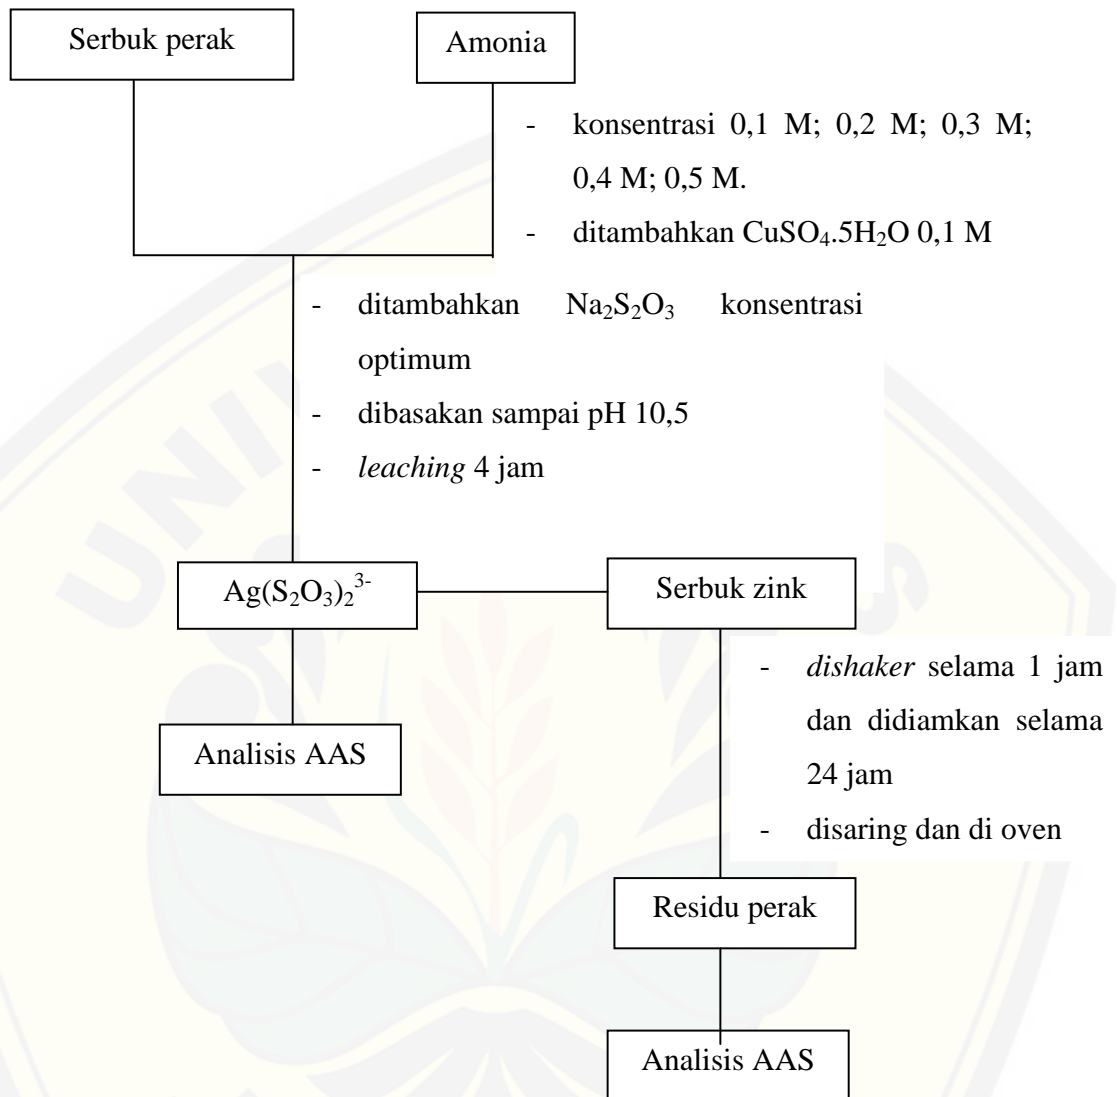 Serbuk perak
Amonia
- konsentrasi 0,1 M; 0,2 M; 0,3 M;
0,4 M; 0,5 M.
- ditambahkan CuSO₄.5H₂O 0,1 M
- ditambahkan Na₂S₂O₃ konsentrasi
optimum
- dibasakan sampai pH 10,5
- leaching 4 jam
Ag(S₂O₃)₂³⁻
Serbuk zink
Analisis AAS
- dishaker selama 1 jam
dan didiamkan selama
24 jam
- disaring dan di oven
Residu perak
Analisis AAS